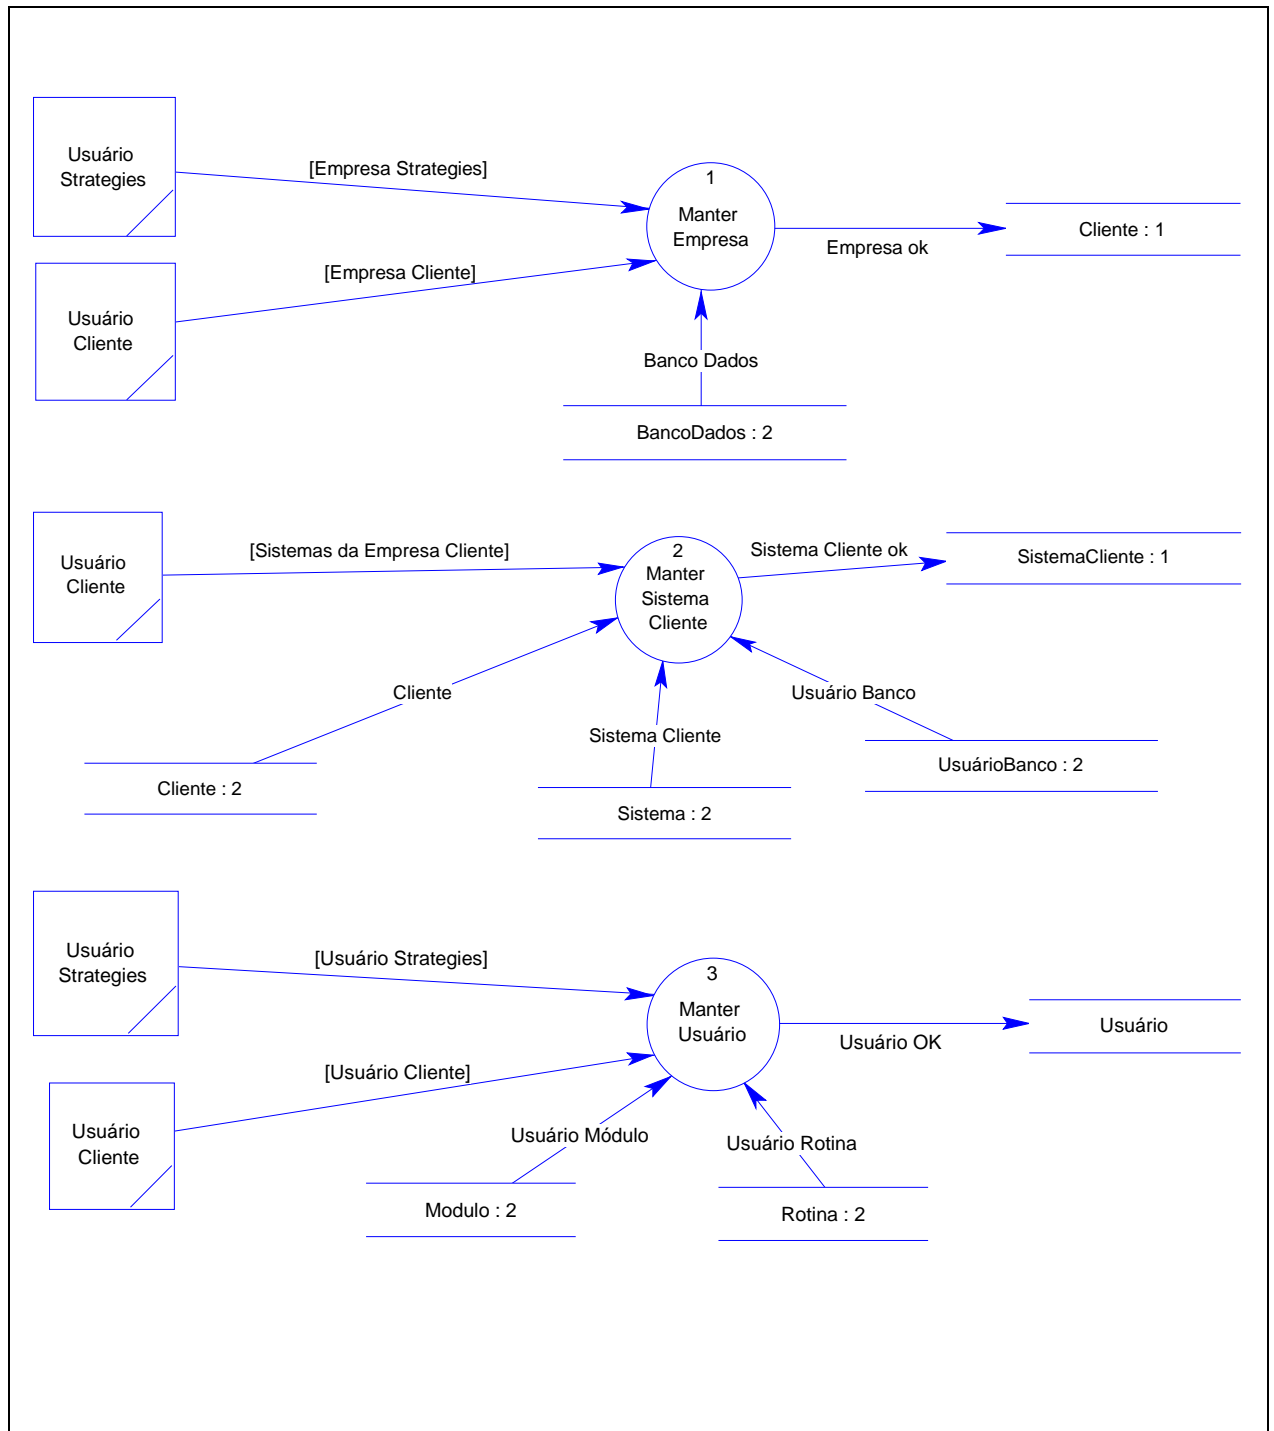 Usuário
Strategies
[Empresa Strategies]
1
Manter
Empresa
Empresa ok
Cliente : 1
[Empresa Cliente]
Usuário
Cliente
Banco Dados
BancoDados : 2
Usuário
Cliente
[Sistemas da Empresa Cliente]
2
Manter
Sistema
Cliente
Sistema Cliente ok
SistemaCliente : 1
Cliente
Sistema Cliente
Usuário Banco
Cliente : 2
Sistema : 2
UsuárioBanco : 2
Usuário
Strategies
[Usuário Strategies]
3
Manter
Usuário
Usuário OK
Usuário
[Usuário Cliente]
Usuário
Cliente
Usuário Módulo
Usuário Rotina
Modulo : 2
Rotina : 2